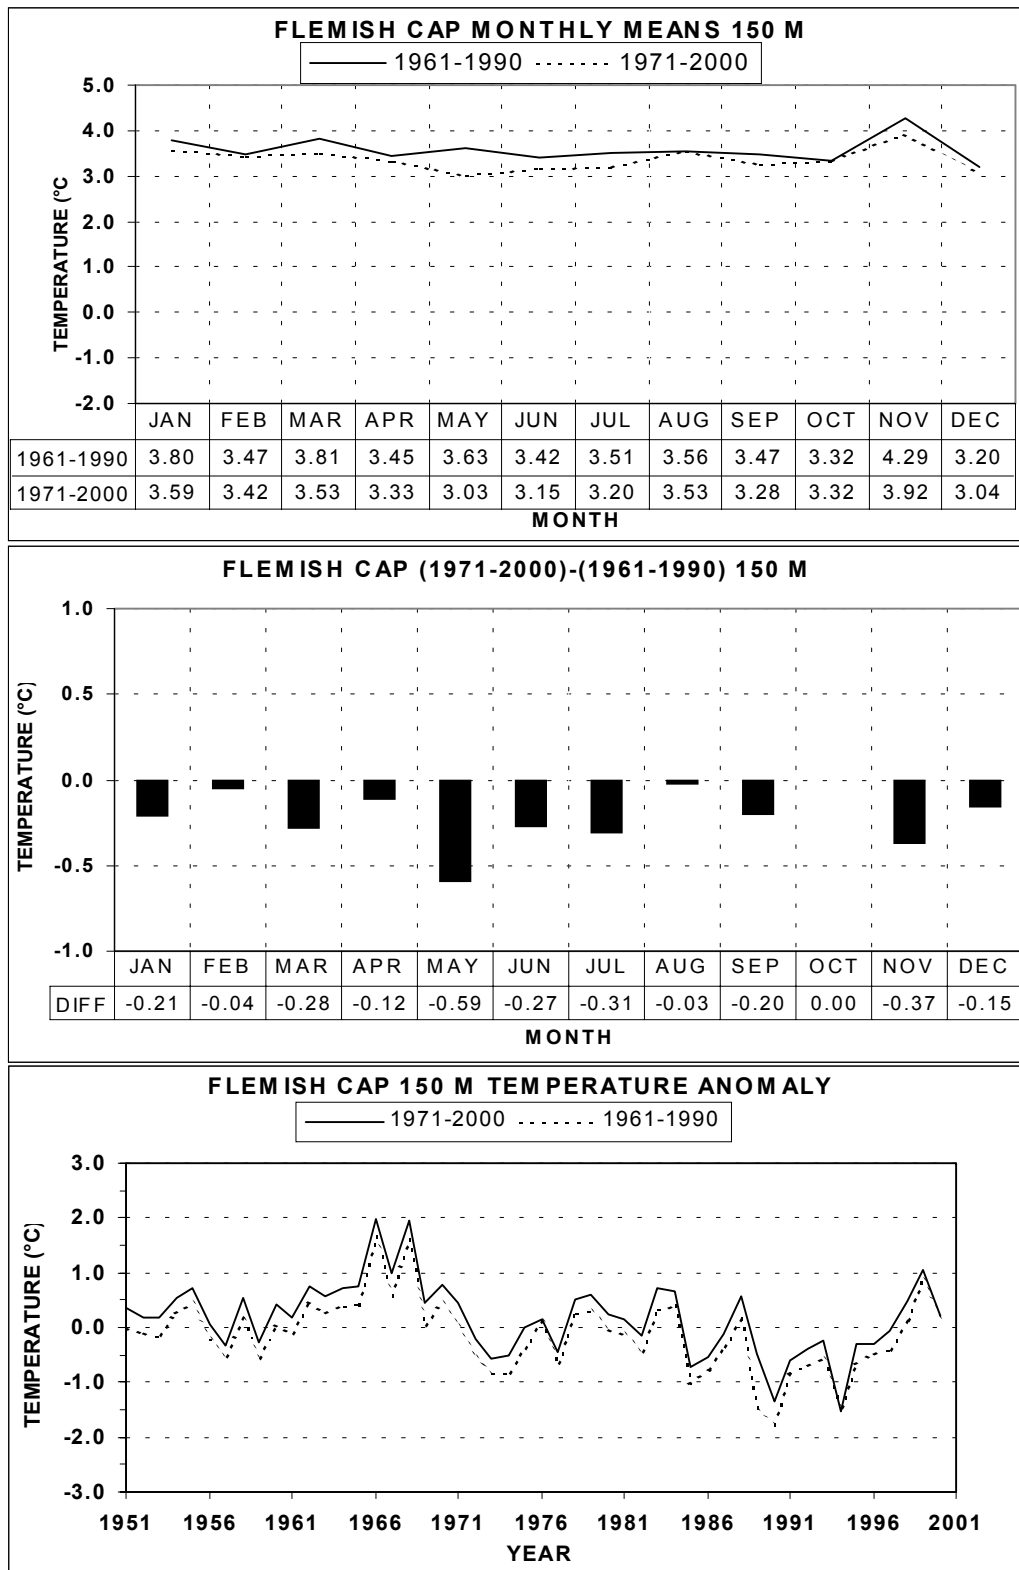 FLEMISH CAP MONTHLY MEANS 150 M
1961-1990 1971-2000
TEMPERATURE (°C
5.0
4.0
3.0
2.0
1.0
0.0
-1.0
-2.0
JAN FEB MAR APR MAY JUN JUL AUG SEP OCT NOV DEC
1961-1990 3.80 3.47 3.81 3.45 3.63 3.42 3.51 3.56 3.47 3.32 4.29 3.20
1971-2000 3.59 3.42 3.53 3.33 3.03 3.15 3.20 3.53 3.28 3.32 3.92 3.04
MONTH
FLEMISH CAP (1971-2000)-(1961-1990) 150 M
TEMPERATURE (°C)
1.0
0.5
0.0
-0.5
-1.0
JAN FEB MAR APR MAY JUN JUL AUG SEP OCT NOV DEC
DIFF -0.21 -0.04 -0.28 -0.12 -0.59 -0.27 -0.31 -0.03 -0.20 0.00 -0.37 -0.15
MONTH
FLEMISH CAP 150 M TEMPERATURE ANOMALY
1971-2000 1961-1990
TEMPERATURE (°C)
3.0
2.0
1.0
0.0
-1.0
-2.0
-3.0
1951 1956 1961 1966 1971 1976 1981 1986 1991 1996 2001
YEAR